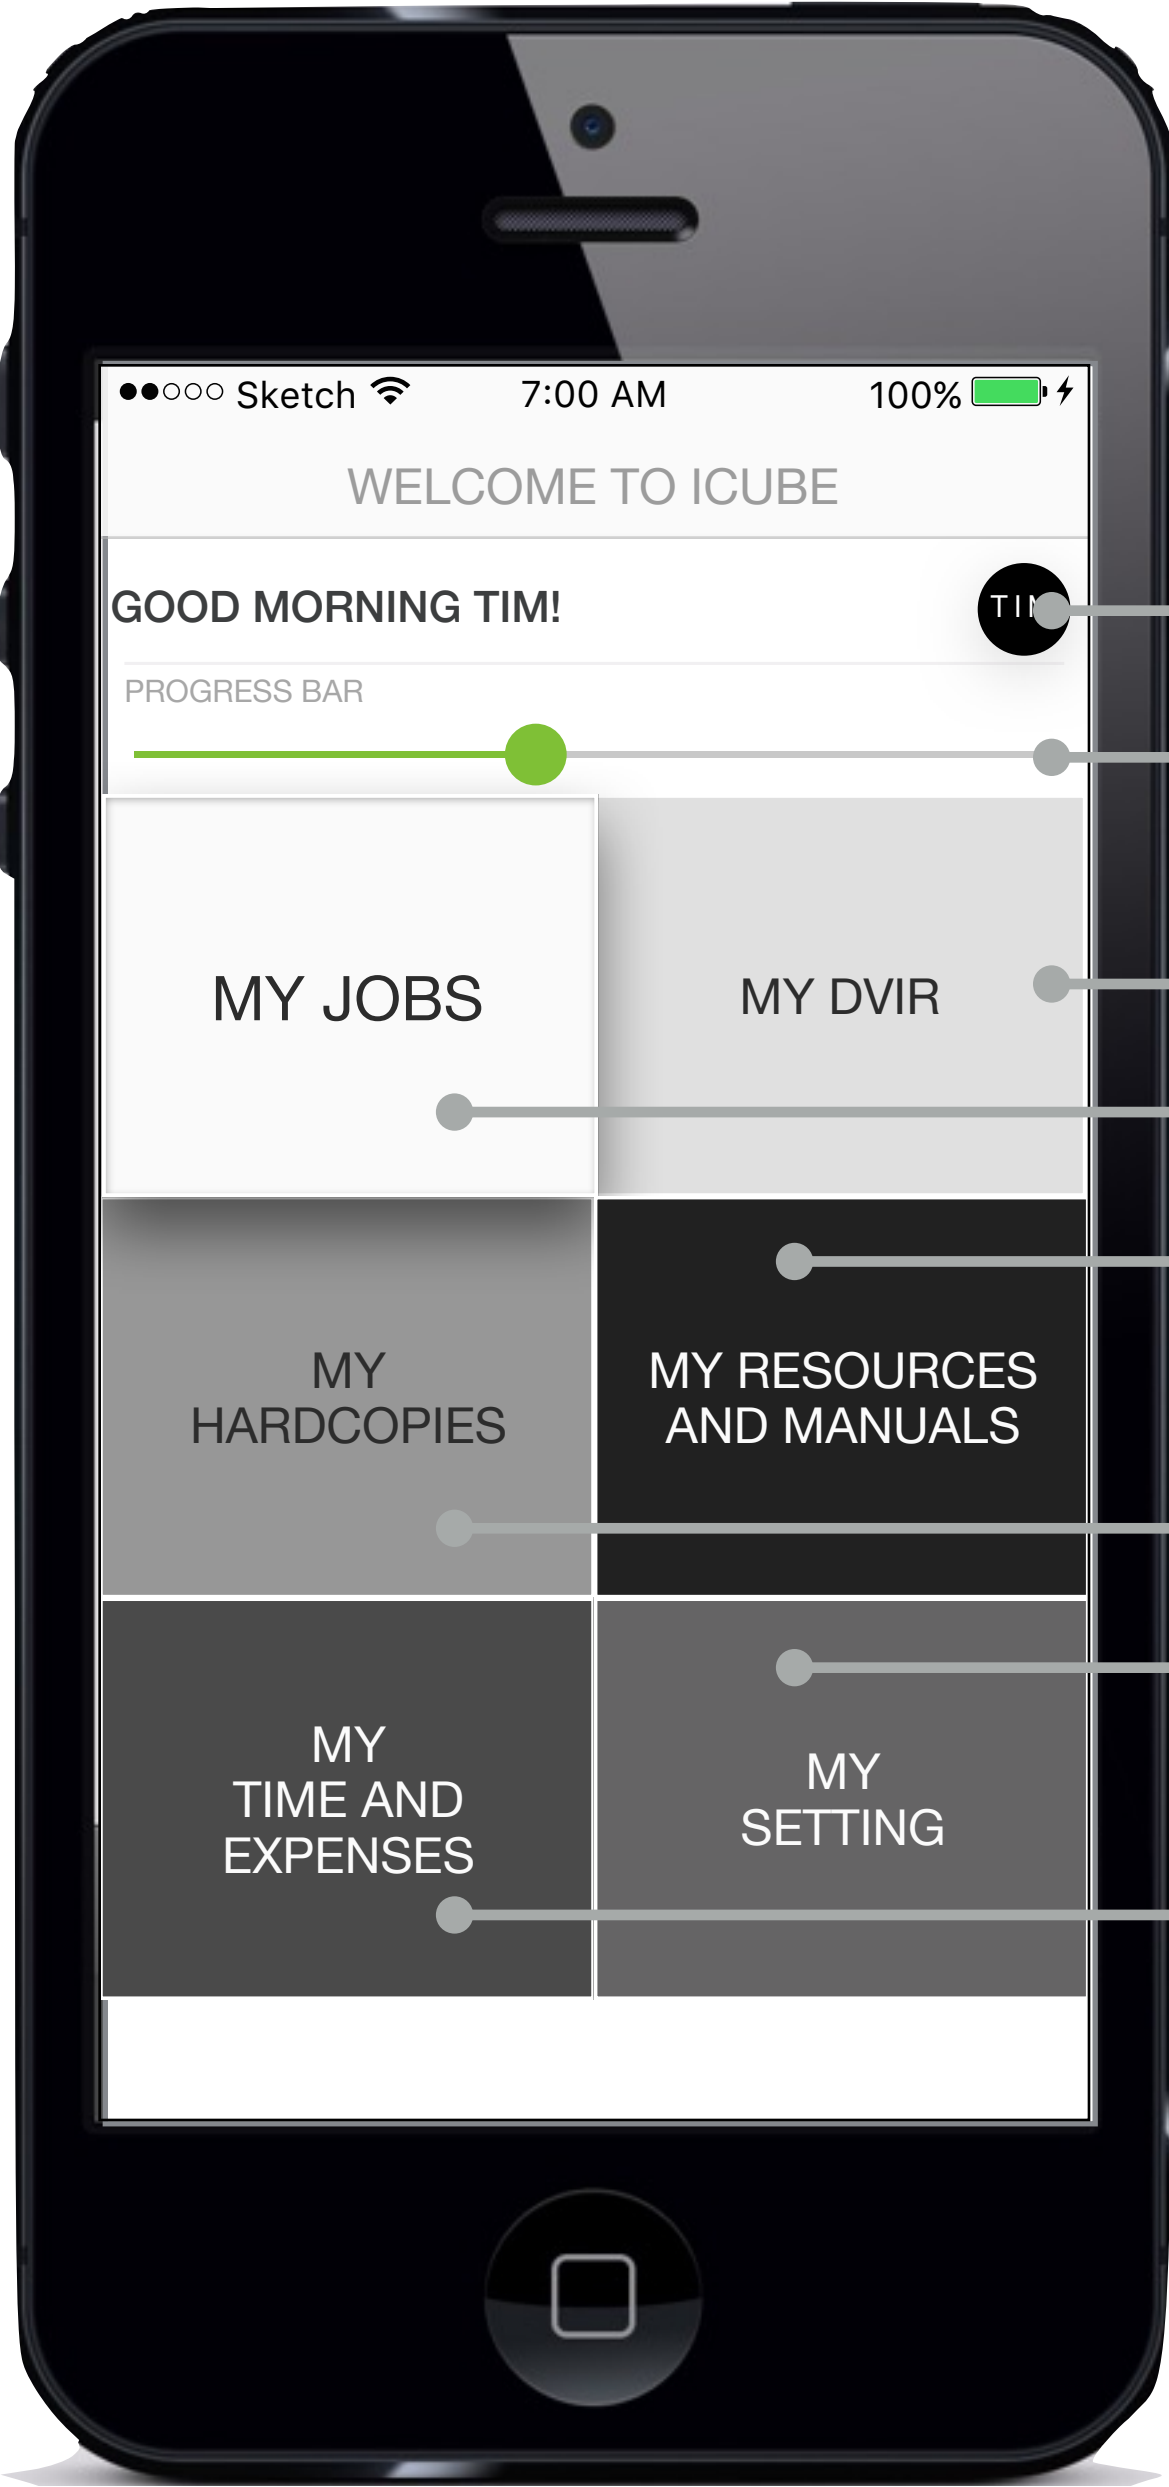 Sketch 7:00 AM 100%
WELCOME TO ICUBE
GOOD MORNING TIM!
PROGRESS BAR
MY JOBS
MY DVIR
MY
HARDCOPIES
MY RESOURCES
AND MANUALS
MY
TIME AND
EXPENSES
MY
SETTING